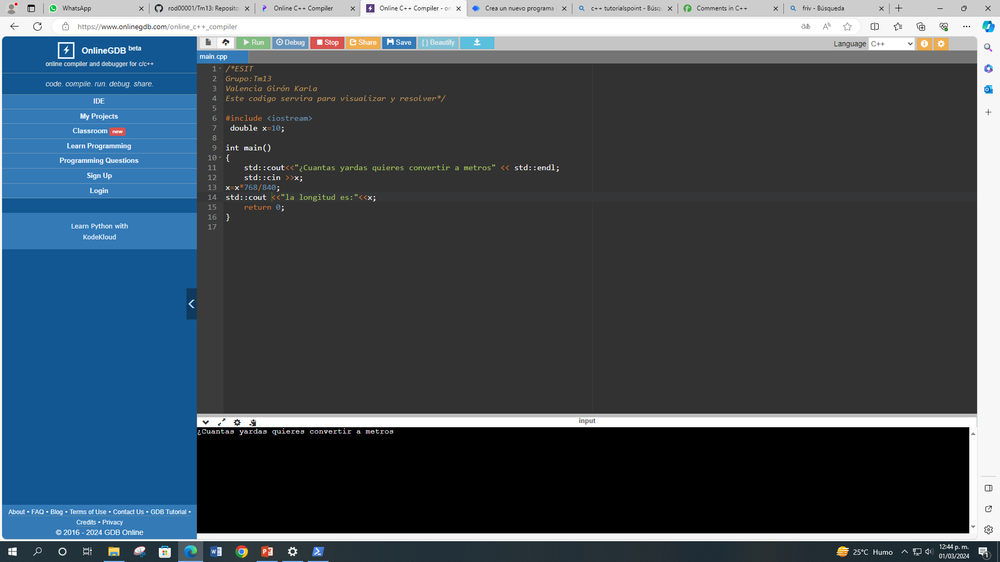 WhatsApp
rod00001/Tm13: Reposito
Online C++ Compiler
Online C++ Compiler - on
Crea un nuevo programa
c++ tutorialspoint - Búsqu
Comments in C++
friv - Búsqueda
https://www.onlinegdb.com/online_c++_compiler
OnlineGDB beta
online compiler and debugger for c/c++
code. compile. run. debug. share.
IDE
My Projects
Classroom new
Learn Programming
Programming Questions
Sign Up
Login
Learn Python with
KodeKloud
About • FAQ • Blog • Terms of Use • Contact Us • GDB Tutorial •
Credits • Privacy
© 2016 - 2024 GDB Online
Run Debug Stop Share Save { } Beautify
Language C++
main.cpp
1 /*ESIT
2 Grupo:Tm13
3 Valencia Girón Karla
4 Este codigo servira para visualizar y resolver*/
5
6 #include <iostream>
7 double x=10;
8
9 int main()
10 {
11 std::cout<<"¿Cuantas yardas quieres convertir a metros" << std::endl;
12 std::cin >>x;
13 x=x*768/840;
14 std::cout <<"la longitud es:"<<x;
15 return 0;
16 }
17
input
¿Cuantas yardas quieres convertir a metros
25°C Humo
12:44 p. m.
01/03/2024
1